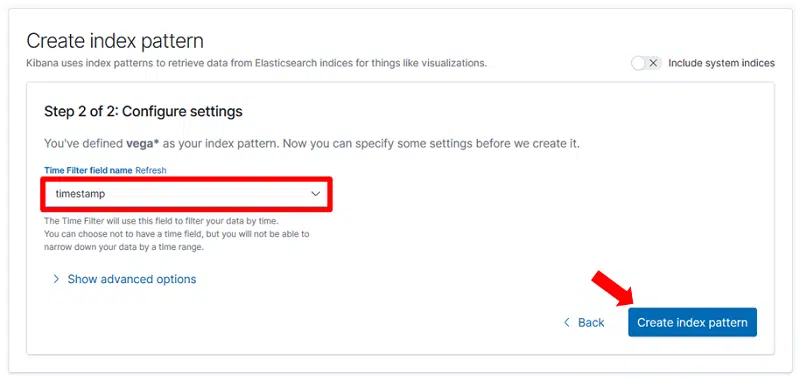 Create index pattern
Kibana uses index patterns to retrieve data from Elasticsearch indices for things like visualizations.
Include system indices
Step 2 of 2: Configure settings
You've defined vega* as your index pattern. Now you can specify some settings before we create it.
Time Filter field name Refresh
timestamp
The Time Filter will use this field to filter your data by time.
You can choose not to have a time field, but you will not be able to
narrow down your data by a time range.
Show advanced options
Back
Create index pattern